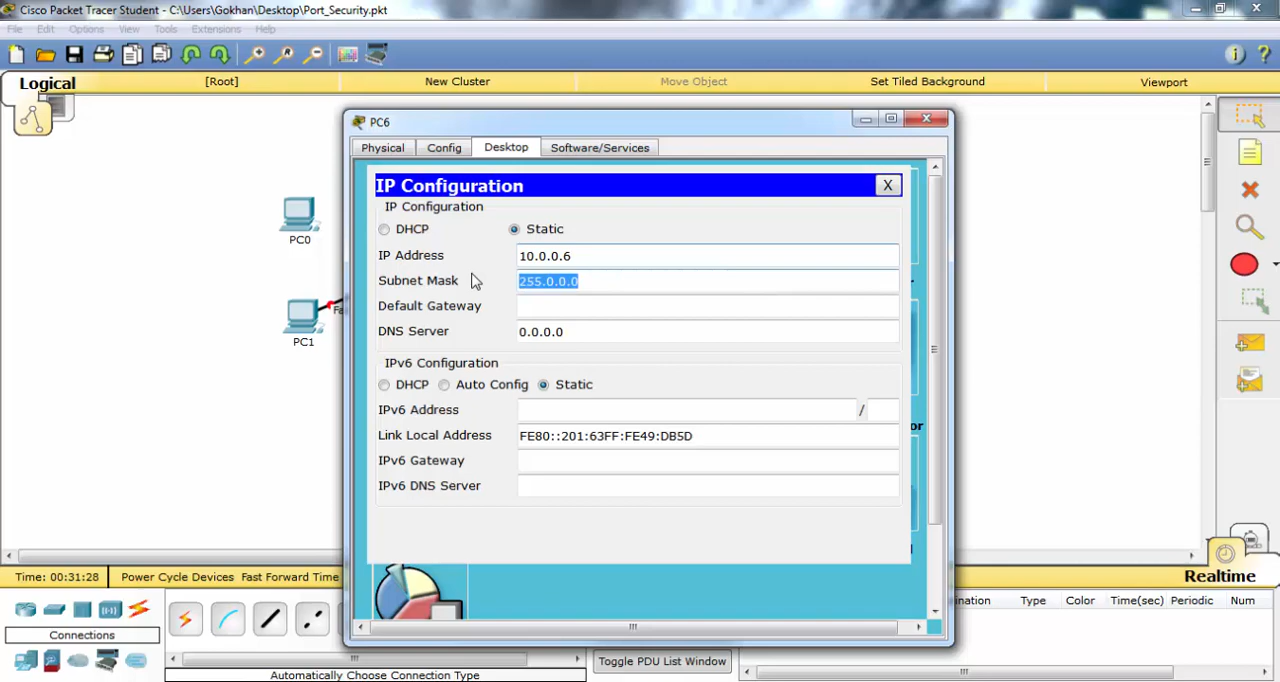 Cisco Packet Tracer Student - C:\Users\Gokhan\Desktop\Port_Security.pkt
File Edit Options View Tools Extensions Help
Logical
[Root]
New Cluster
Move Object
Set Tiled Background
Viewport
PC6
Physical Config Desktop Software/Services
IP Configuration X
IP Configuration
DHCP Static
IP Address 10.0.0.6
Subnet Mask 255.0.0.0
Default Gateway
DNS Server 0.0.0.0
IPv6 Configuration
DHCP Auto Config Static
IPv6 Address /
Link Local Address FE80::201:63FF:FE49:DB5D
IPv6 Gateway
IPv6 DNS Server
PC0
Fa
PC1
or
Time: 00:31:28 Power Cycle Devices Fast Forward Time
Realtime
Connections
Automatically Choose Connection Type
Toggle PDU List Window
ination Type Color Time(sec) Periodic Num